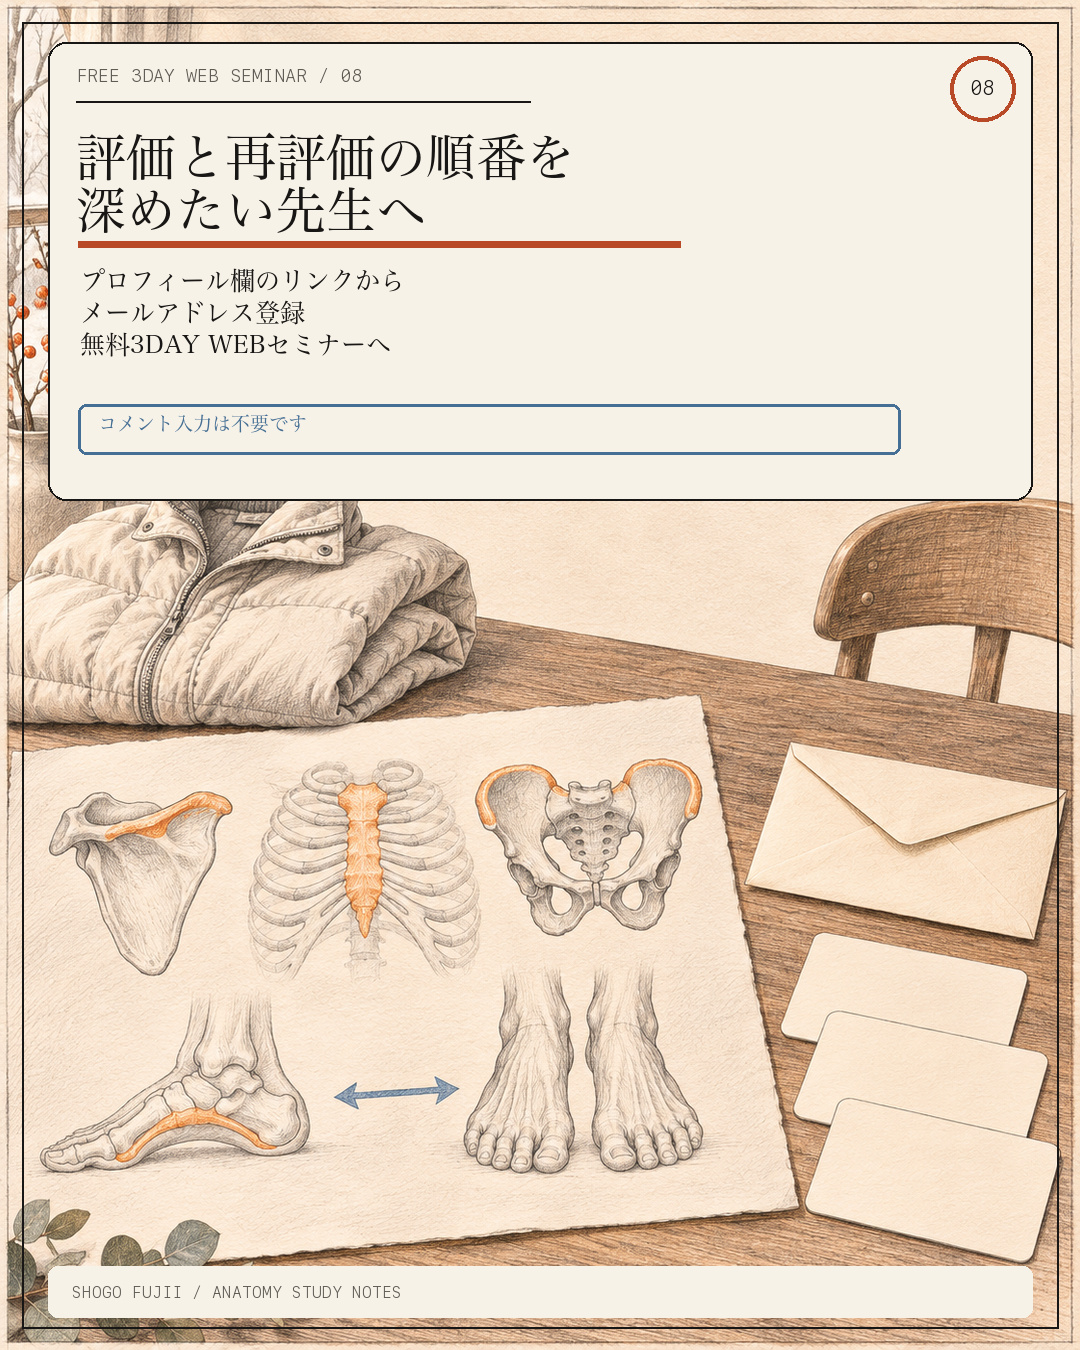 FREE 3DAY WEB SEMINAR / 08
08
評価と再評価の順番を
深めたい先生へ
プロフィール欄のリンクから
メールアドレス登録
無料3DAY WEBセミナーへ
コメント入力は不要です
SHOGO FUJII / ANATOMY STUDY NOTES